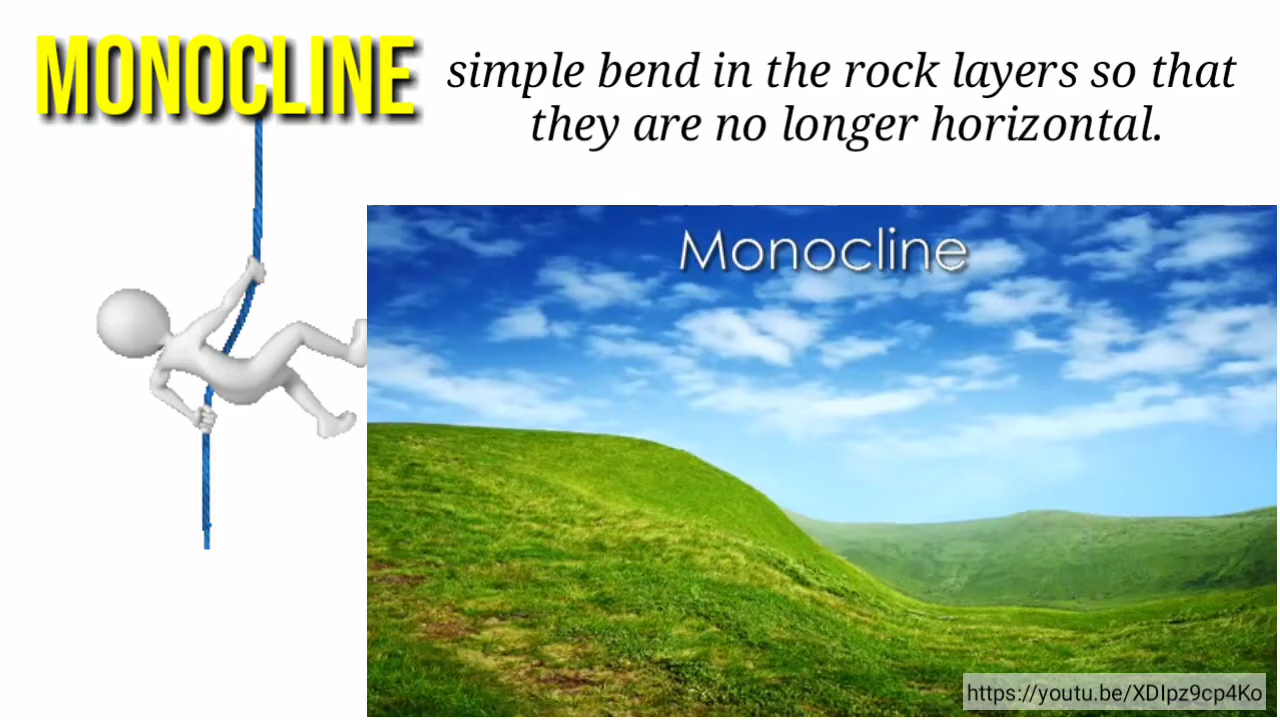 MONOCLINE
simple bend in the rock layers so that
they are no longer horizontal.
Monocline
https://youtu.be/XDIpz9cp4Ko